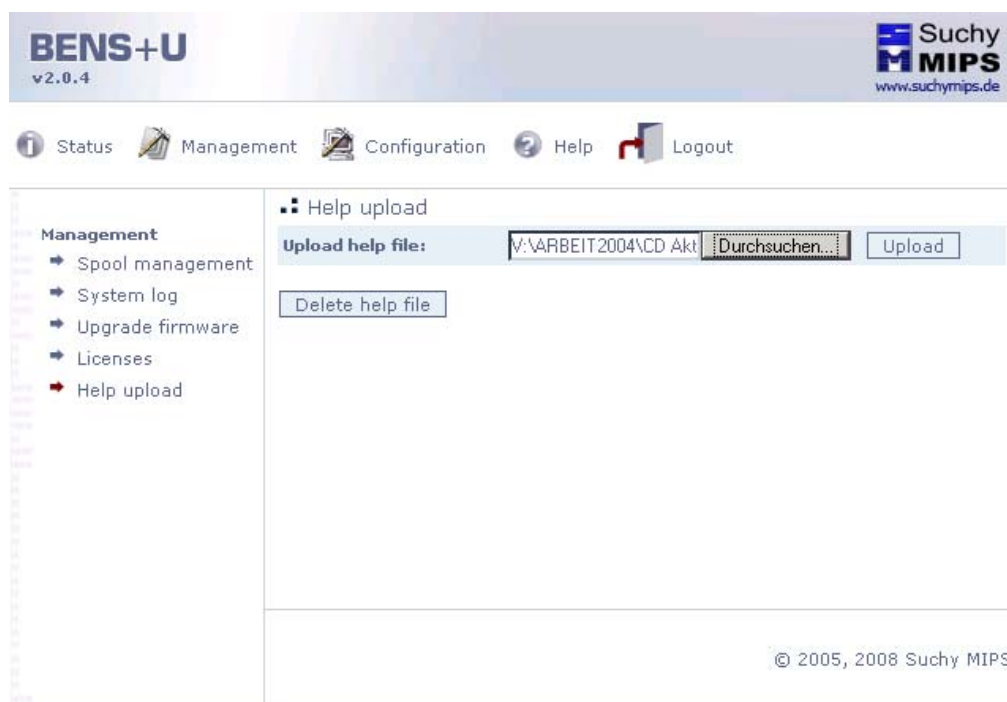 BENS+U
v2.0.4
Suchy
MIPS
www.suchymips.de
Status Management Configuration Help Logout
Management
Spool management
System log
Upgrade firmware
Licenses
Help upload
Help upload
Upload help file: V:\ARBEIT2004\CD Akt Durchsuchen... Upload
Delete help file
© 2005, 2008 Suchy MIPS